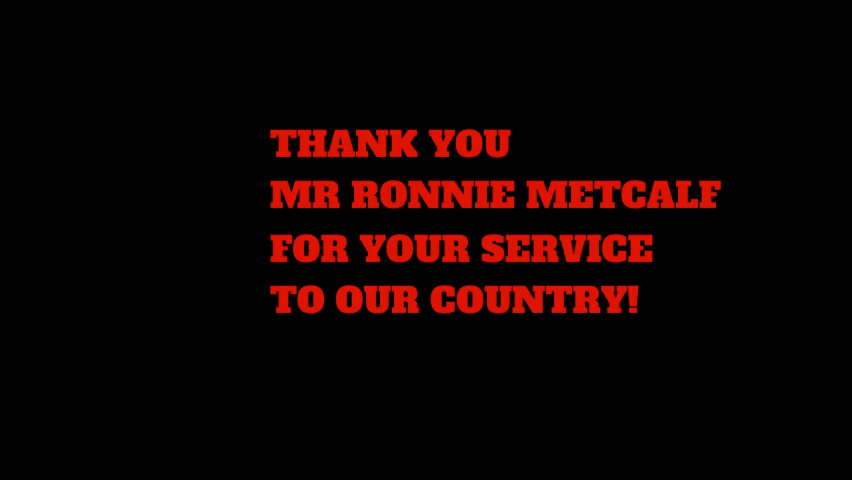 THANK YOU
MR RONNIE METCALF
FOR YOUR SERVICE
TO OUR COUNTRY!